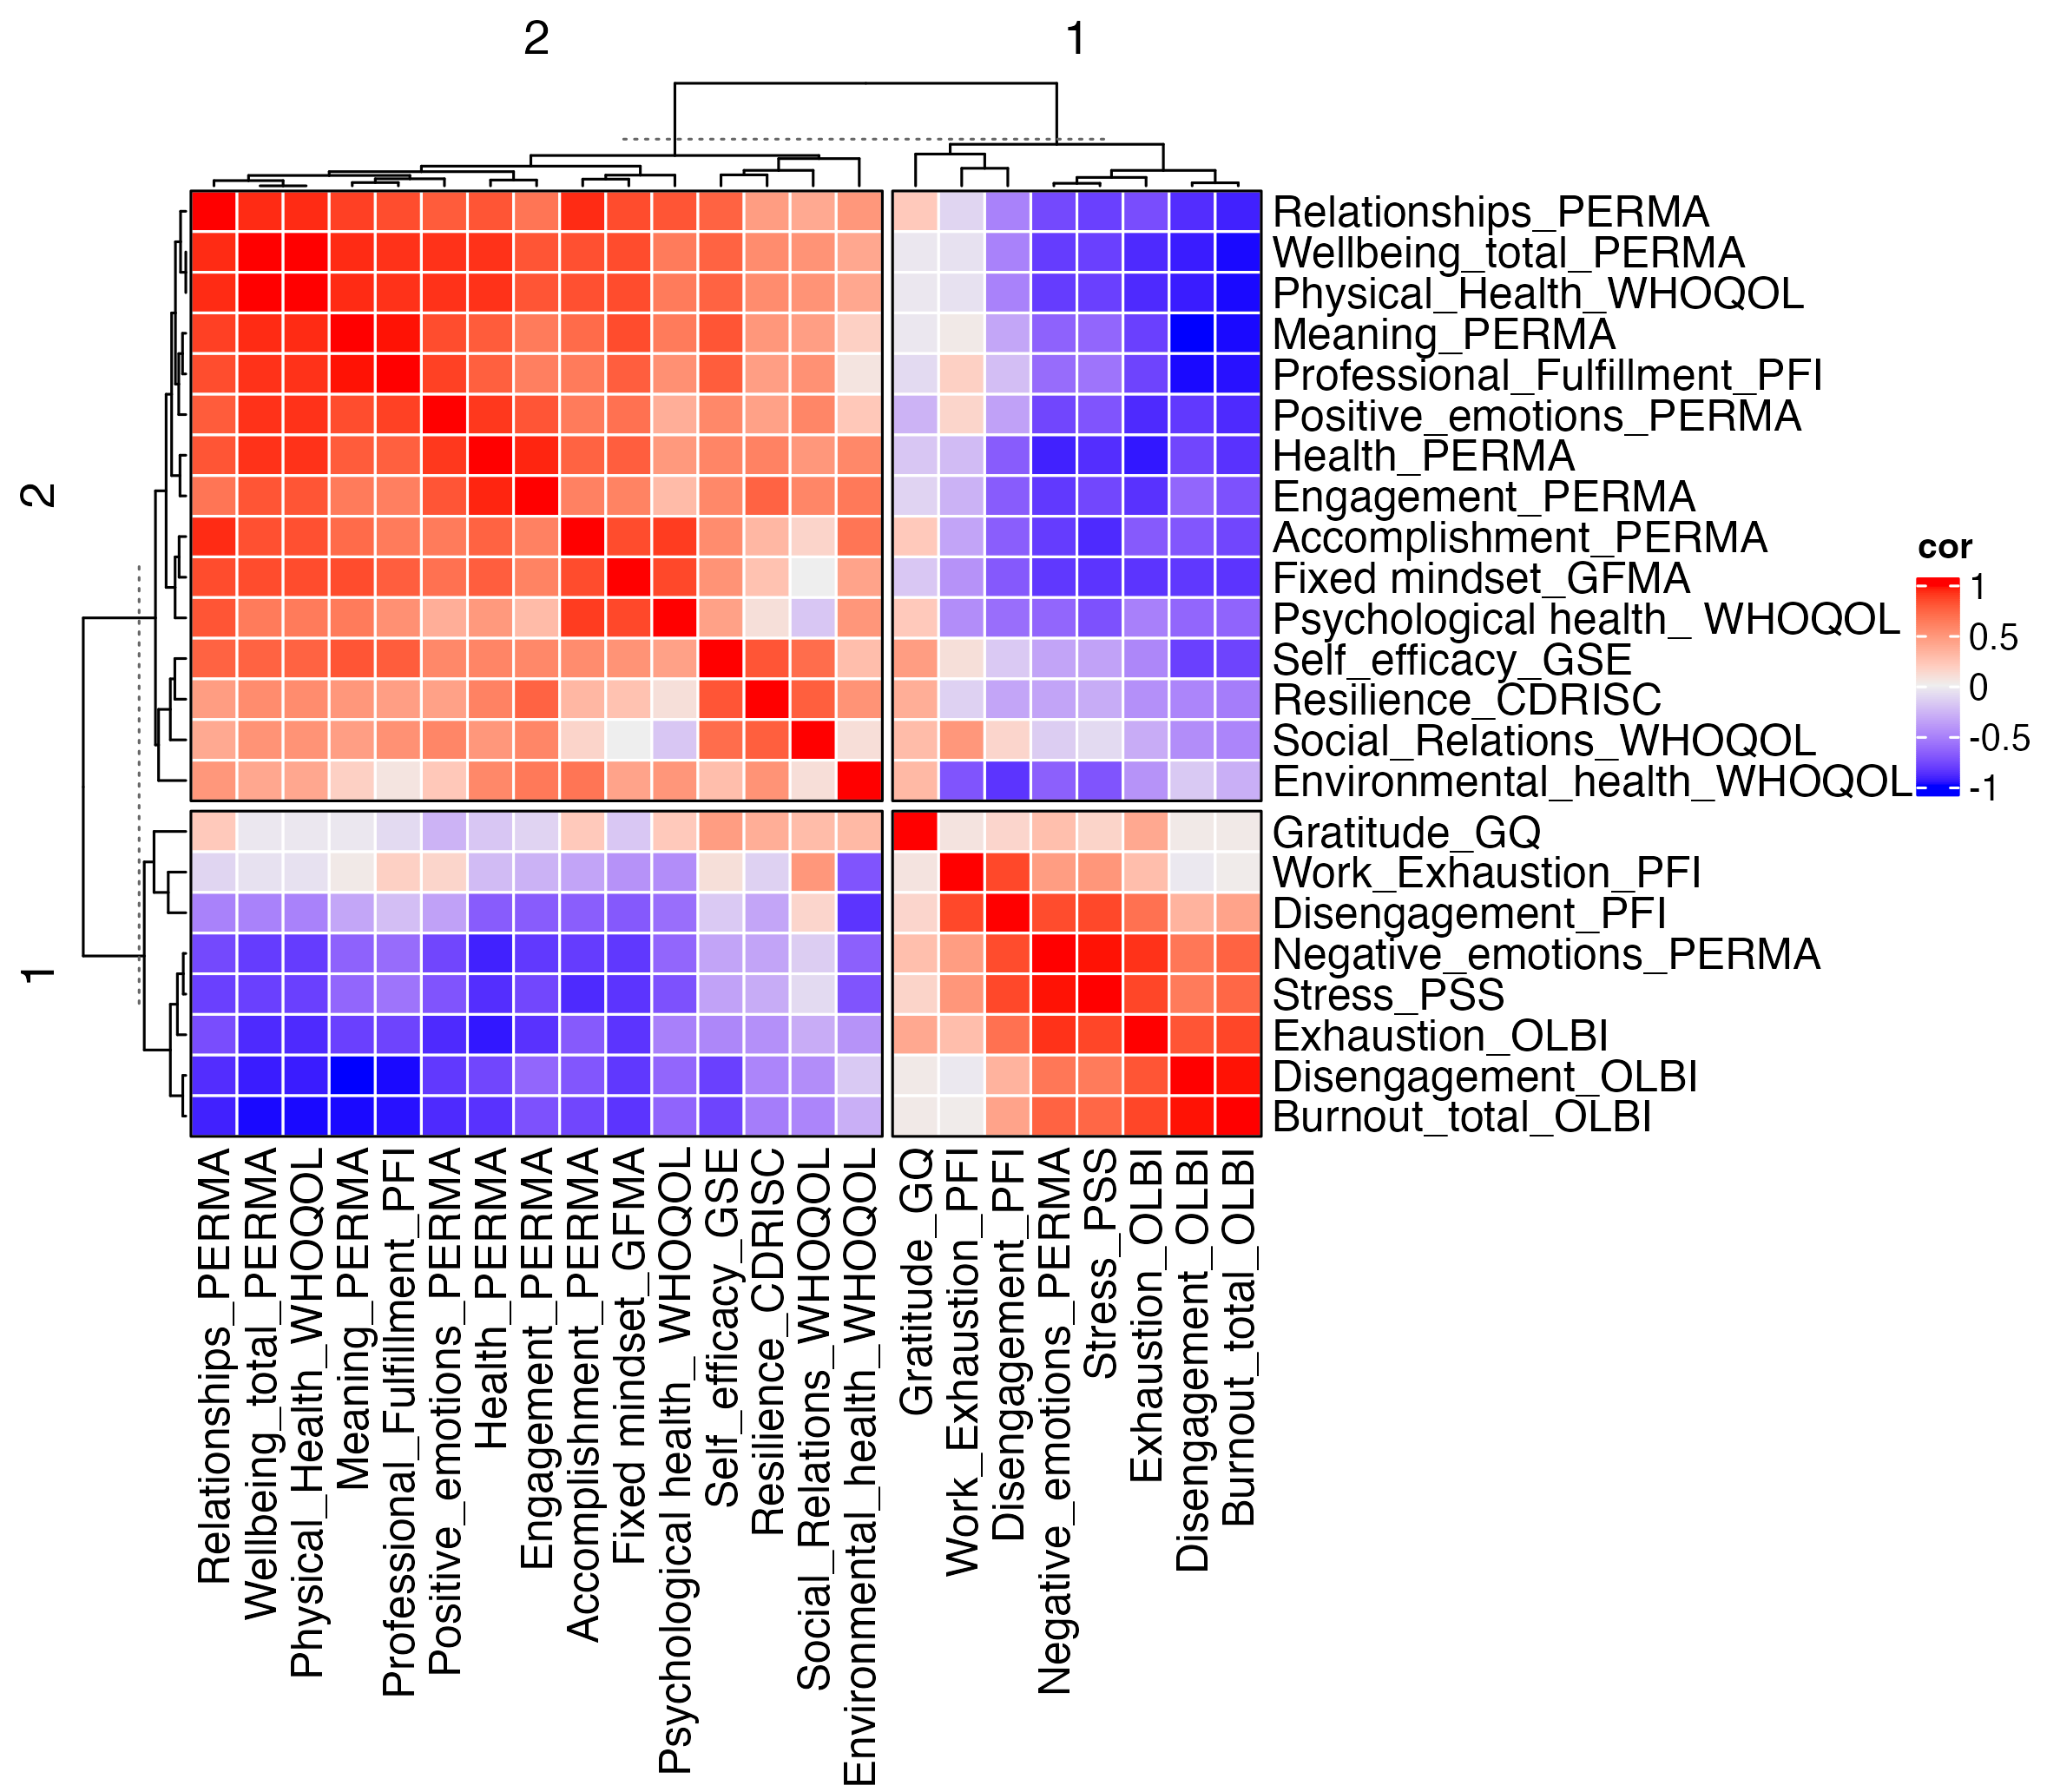 2
1
2
1
Relationships_PERMA
Wellbeing_total_PERMA
Physical_Health_WHOQOL
Meaning_PERMA
Professional_Fulfillment_PFI
Positive_emotions_PERMA
Health_PERMA
Engagement_PERMA
Accomplishment_PERMA
Fixed mindset_GFMA
Psychological health_ WHOQOL
Self_efficacy_GSE
Resilience_CDRISC
Social_Relations_WHOQOL
Environmental_health_WHOQOL
Gratitude_GQ
Work_Exhaustion_PFI
Disengagement_PFI
Negative_emotions_PERMA
Stress_PSS
Exhaustion_OLBI
Disengagement_OLBI
Burnout_total_OLBI
cor
1
0.5
0
-0.5
-1
Relationships_PERMA
Wellbeing_total_PERMA
Physical_Health_WHOQOL
Meaning_PERMA
Professional_Fulfillment_PFI
Positive_emotions_PERMA
Health_PERMA
Engagement_PERMA
Accomplishment_PERMA
Fixed mindset_GFMA
Psychological health_ WHOQOL
Self_efficacy_GSE
Resilience_CDRISC
Social_Relations_WHOQOL
Environmental_health_WHOQOL
Gratitude_GQ
Work_Exhaustion_PFI
Disengagement_PFI
Negative_emotions_PERMA
Stress_PSS
Exhaustion_OLBI
Disengagement_OLBI
Burnout_total_OLBI